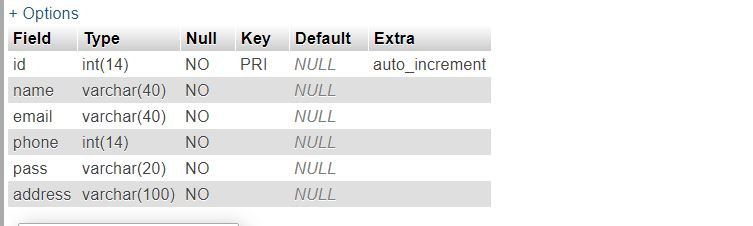 + Options
Field Type Null Key Default Extra
id int(14) NO PRI NULL auto_increment
name varchar(40) NO NULL
email varchar(40) NO NULL
phone int(14) NO NULL
pass varchar(20) NO NULL
address varchar(100) NO NULL